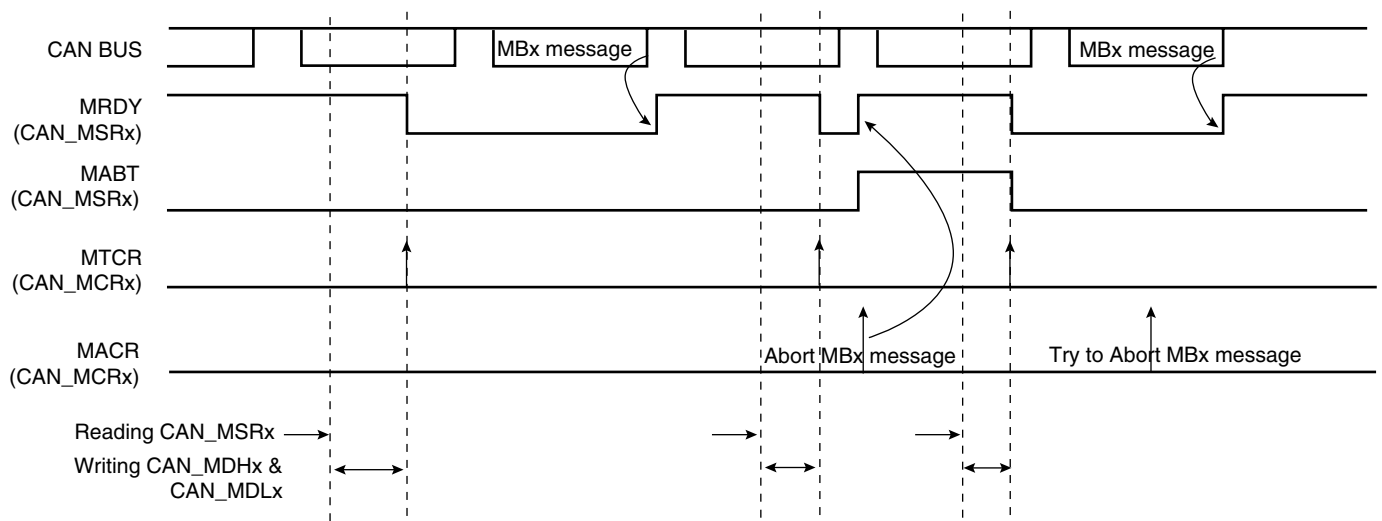 CAN BUS
MBx message
MBx message
MRDY
(CAN_MSRx)
MABT
(CAN_MSRx)
MTCR
(CAN_MCRx)
MACR
(CAN_MCRx)
Abort MBx message
Try to Abort MBx message
Reading CAN_MSRx
Writing CAN_MDHx &
CAN_MDLx